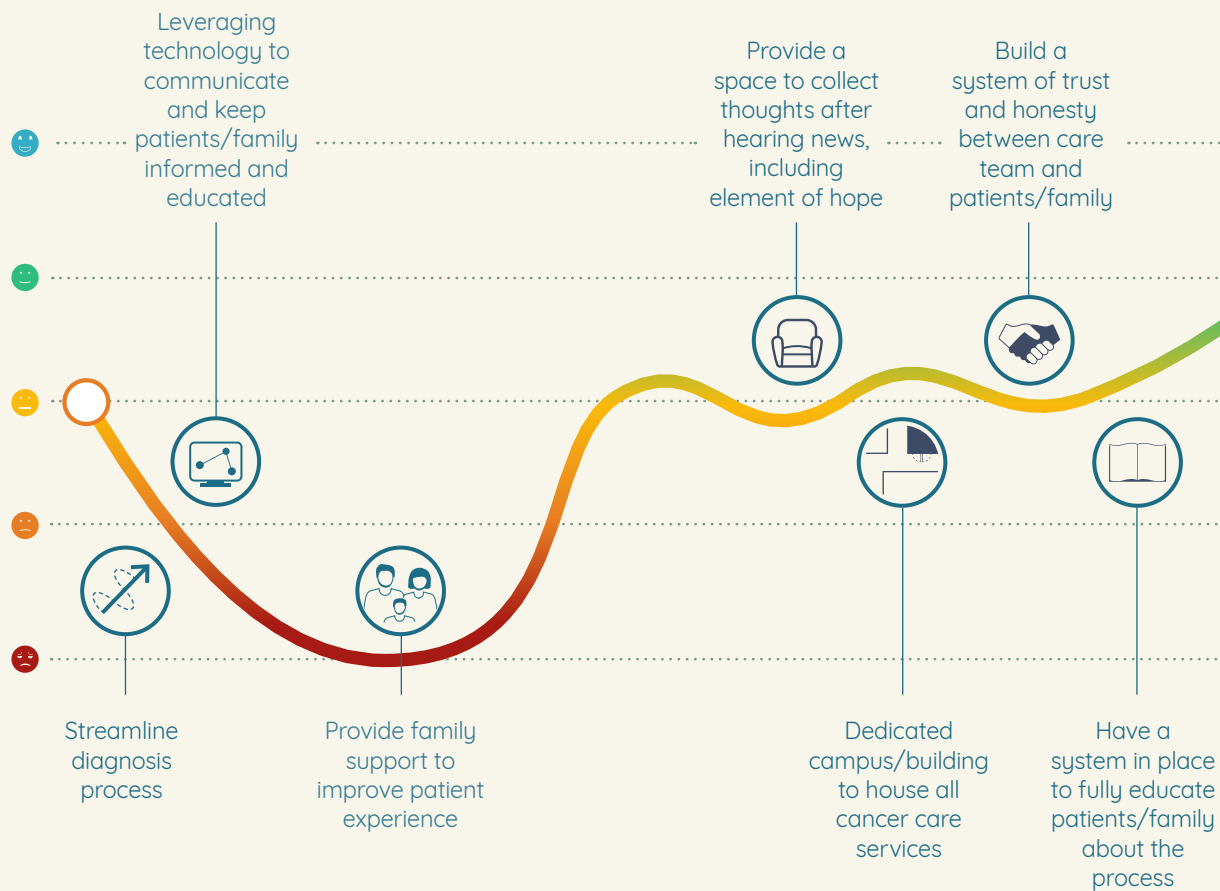 Leveraging
technology to
communicate
and keep
patients/family
informed and
educated
Provide a
space to collect
thoughts after
hearing news,
including
element of hope
Build a
system of trust
and honesty
between care
team and
patients/family
Streamline
diagnosis
process
Provide family
support to
improve patient
experience
Dedicated
campus/building
to house all
cancer care
services
Have a
system in place
to fully educate
patients/family
about the
process